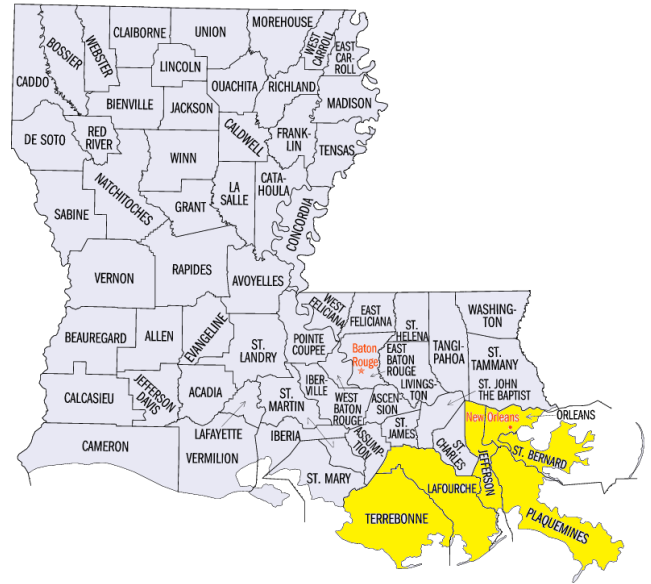 MOREHOUSE
CLAIBORNE
UNION
WEST
CARROLL
EAST
CAR-
ROLL
BOSSIER
WEBSTER
LINCOLN
CADDO
OUACHITA
RICHLAND
MADISON
BIENVILLE
JACKSON
DE SOTO
RED
RIVER
CALDWELL
FRANK-
LIN
TENSAS
WINN
NATCHITOCHES
LA
SALLE
CATA-
HOULA
SABINE
GRANT
CONCORDIA
VERNON
RAPIDES
AVOYELLES
WEST
FELICIANA
EAST
FELICIANA
ST.
HELENA
WASHING-
TON
BEAUREGARD
ALLEN
EVANGELINE
ST.
LANDRY
POINTE
COUPEE
Baton
Rouge
EAST
BATON
ROUGE
TANGI-
PAHOA
ST.
TAMMANY
CALCASIEU
JEFFERSON
DAVIS
ACADIA
ST.
MARTIN
IBER-
VILLE
WEST
BATON
ROUGE
ASCEN-
SION
LIVINGS-
TON
ST. JOHN
THE BAPTIST
New Orleans
ORLEANS
CAMERON
LAFAYETTE
VERMILION
IBERIA
ASSUMP-
TION
ST.
JAMES
ST.
CHARLES
JEFFERSON
ST. BERNARD
ST. MARY
LAFOURCHE
TERREBONNE
PLAQUEMINES